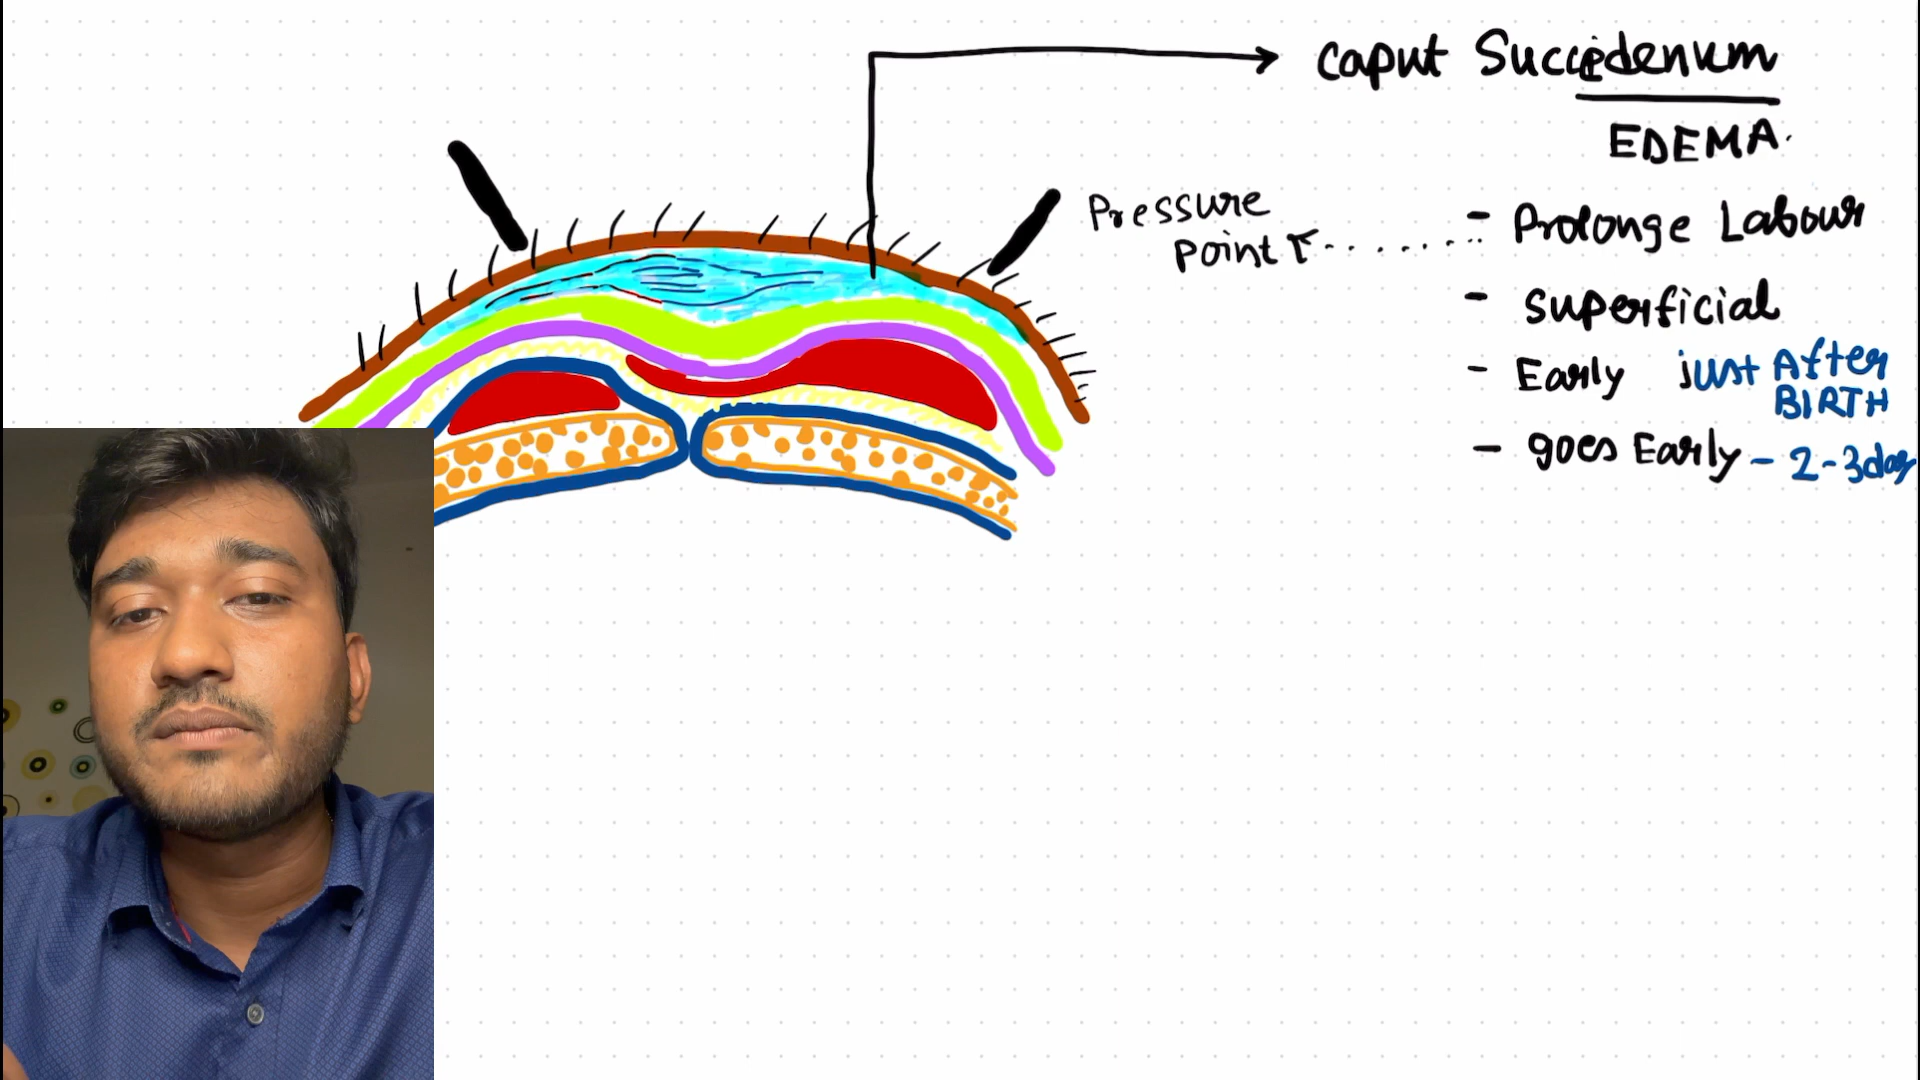 Caput Succedenum
EDEMA.
Pressure
Point
- Prolonge Labour
- Superficial
- Early just After
BIRTH
- goes Early - 2-3day